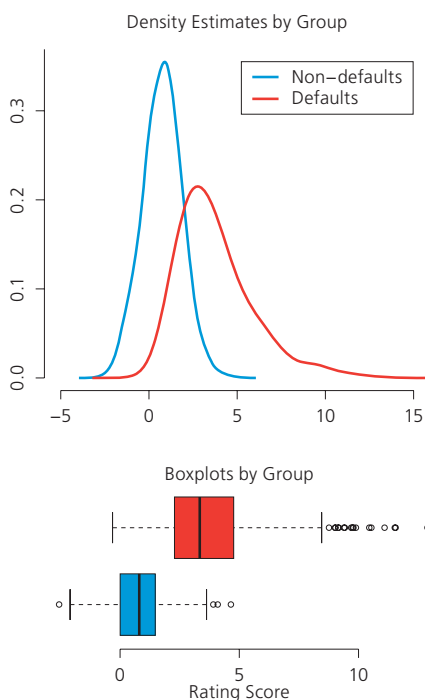 Density Estimates by Group
Non–defaults
Defaults
0.3
0.2
0.1
0.0
−5 0 5 10 15
Boxplots by Group
0 5 10
Rating Score